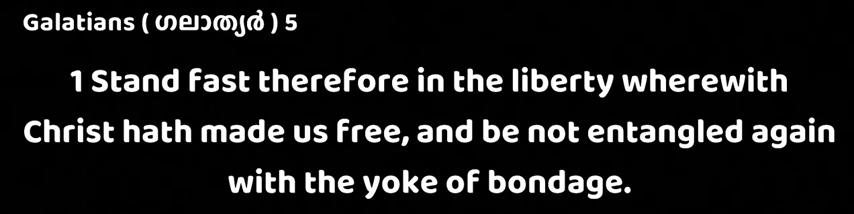 Galatians ( ഗലാത്യർ ) 5
1 Stand fast therefore in the liberty wherewith
Christ hath made us free, and be not entangled again
with the yoke of bondage.